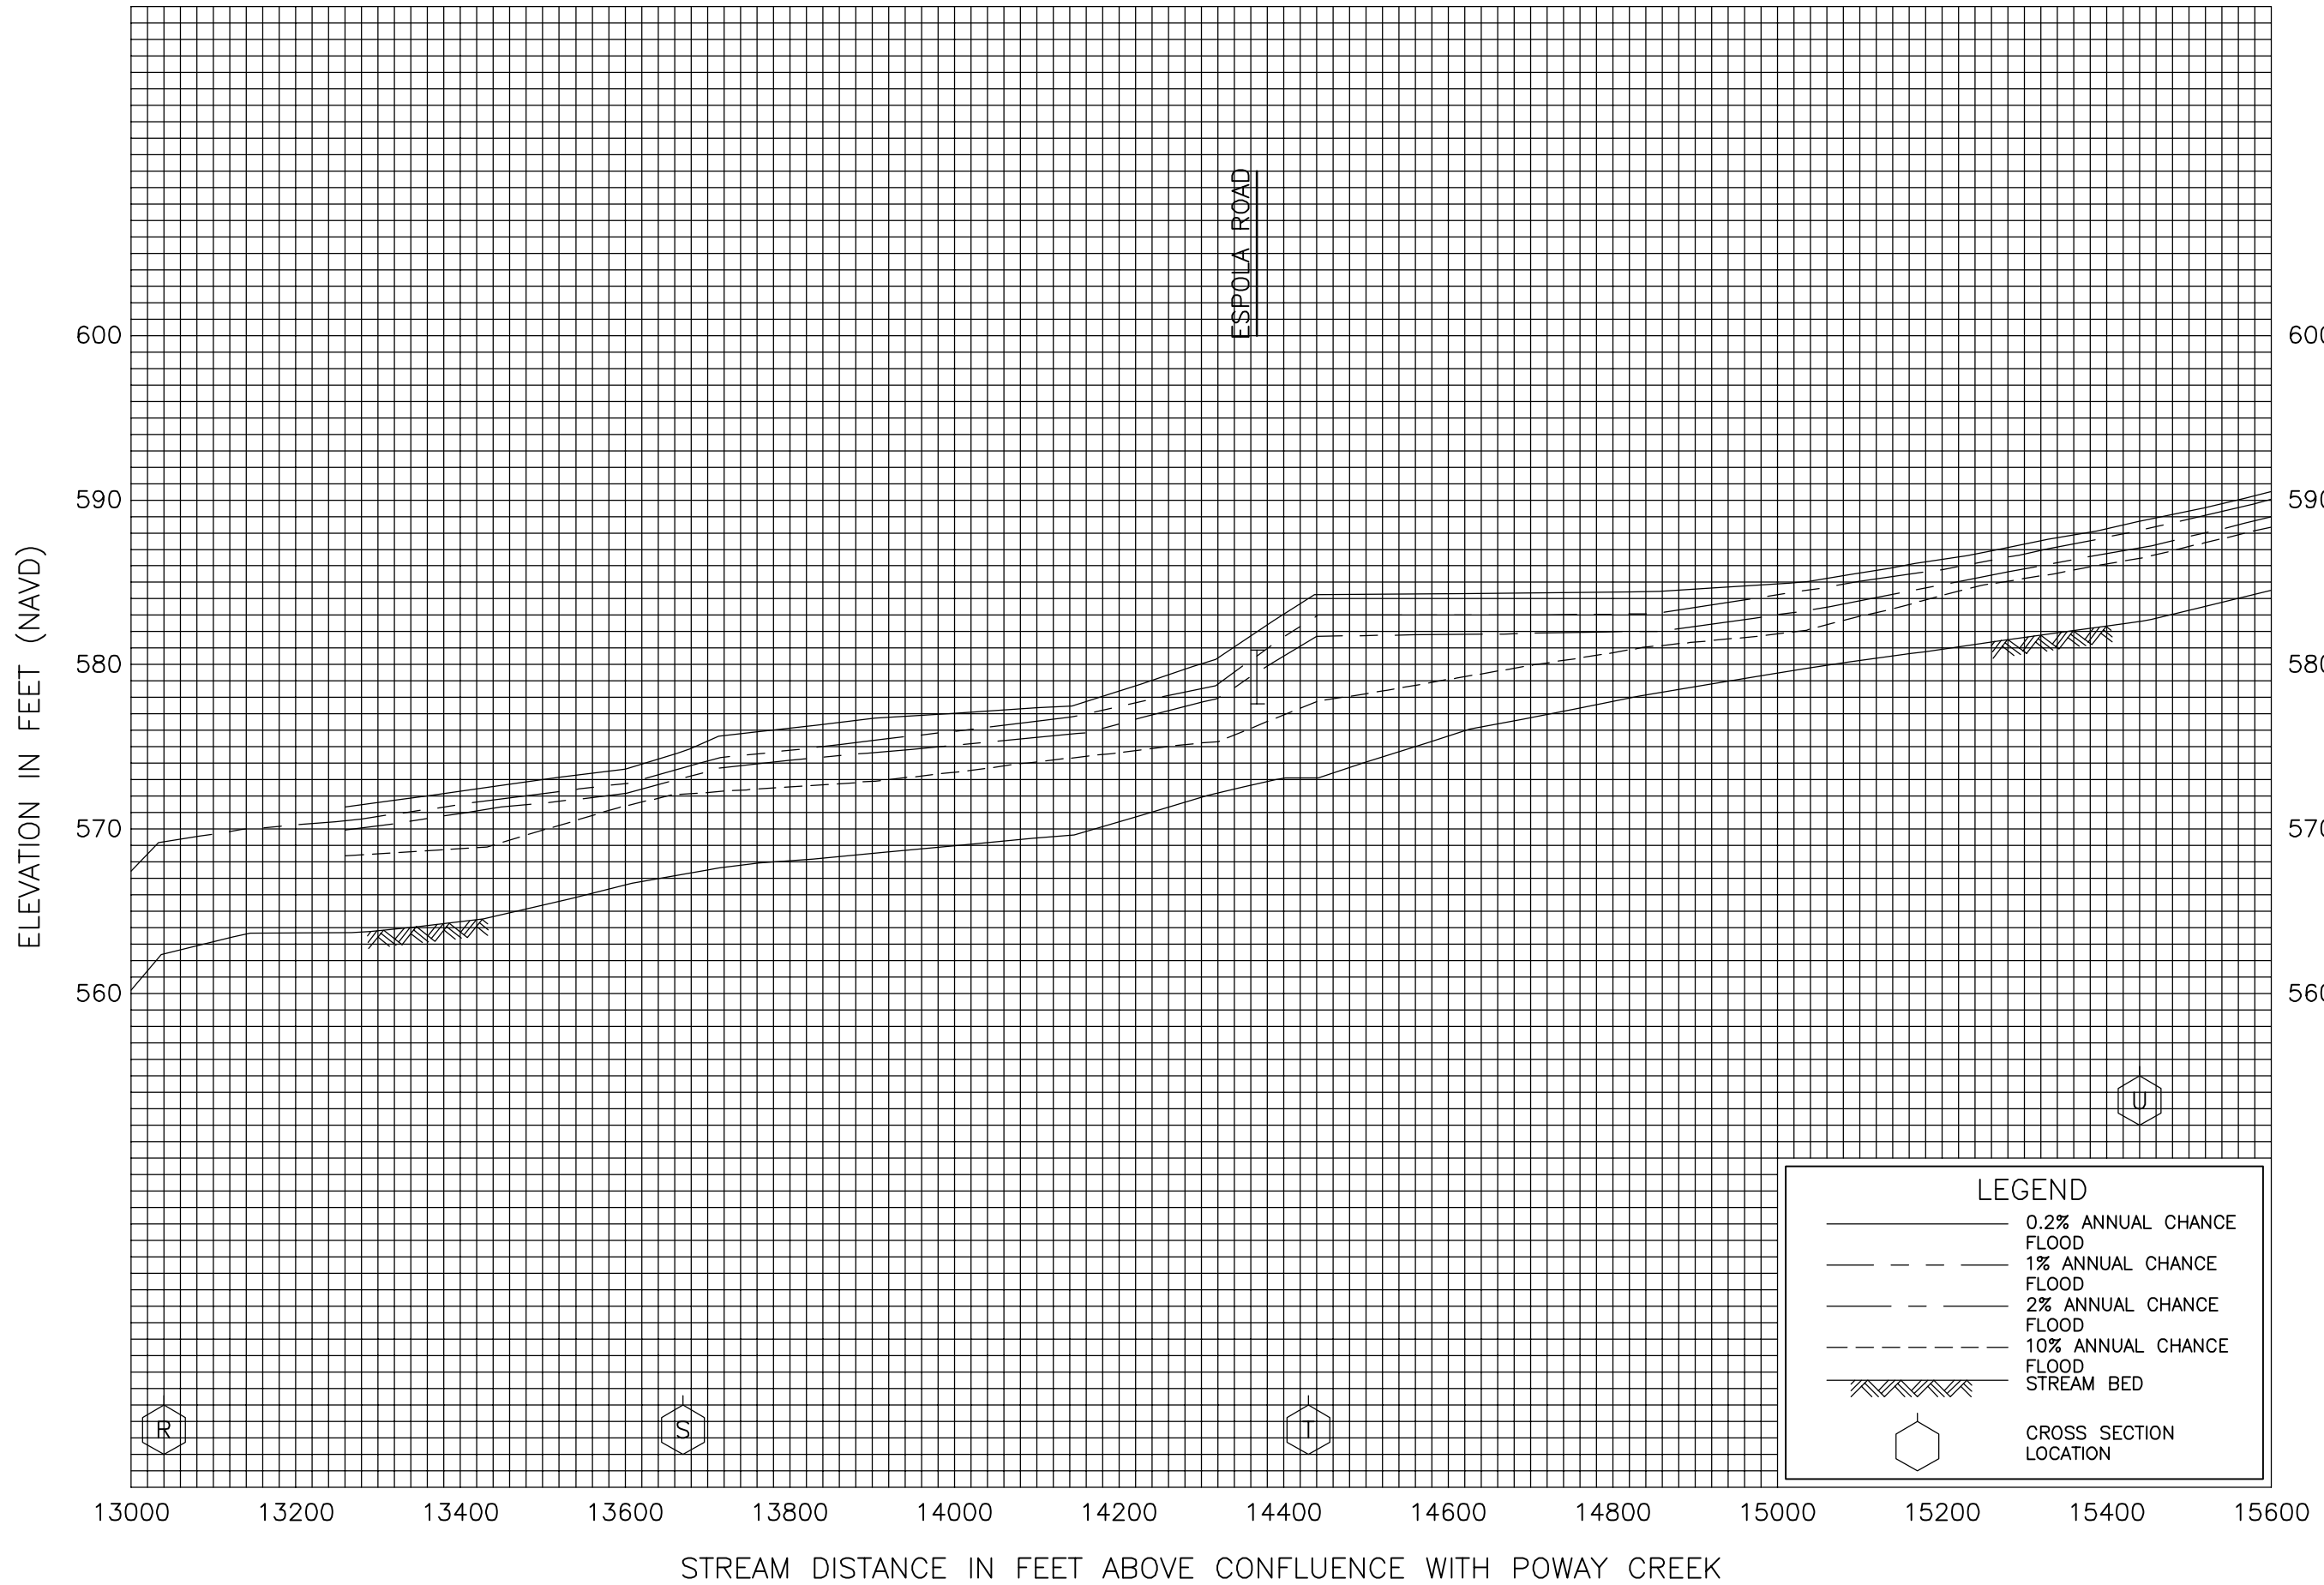 ESPOLA ROAD
600
590
580
570
560
600
590
580
570
560
ELEVATION IN FEET (NAVD)
R
S
T
U
LEGEND
0.2% ANNUAL CHANCE
FLOOD
1% ANNUAL CHANCE
FLOOD
2% ANNUAL CHANCE
FLOOD
10% ANNUAL CHANCE
FLOOD
STREAM BED
CROSS SECTION
LOCATION
13000 13200 13400 13600 13800 14000 14200 14400 14600 14800 15000 15200 15400 15600
STREAM DISTANCE IN FEET ABOVE CONFLUENCE WITH POWAY CREEK